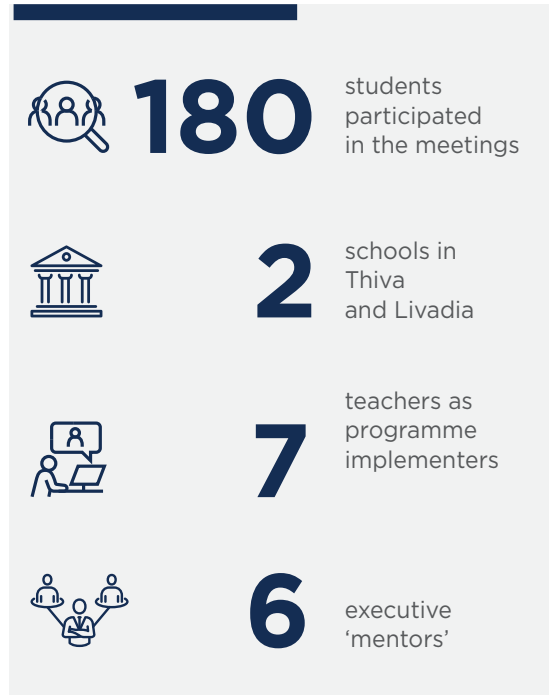 180
students
participated
in the meetings
2
schools in
Thiva
and Livadia
7
teachers as
programme
implementers
6
executive
‘mentors’